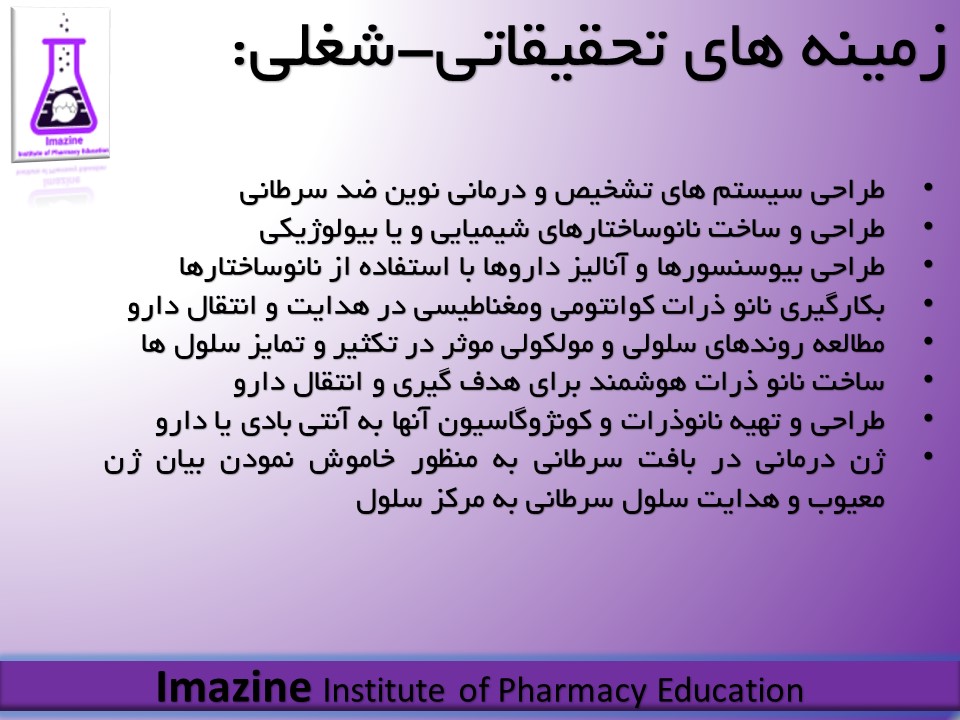 زمینه های تحقیقاتی–شغلی:
Imazine
Institute of Pharmacy Education
• طراحی سیستم های تشخیص و درمانی نوین ضد سرطانی
• طراحی و ساخت نانوساختارهای شیمیایی و یا بیولوژیکی
• طراحی بیوسنسورها و آنالیز داروها با استفاده از نانوساختارها
• بکارگیری نانو ذرات کوانتومی ومغناطیسی در هدایت و انتقال دارو
• مطالعه روندهای سلولی و مولکولی موثر در تکثیر و تمایز سلول ها
• ساخت نانو ذرات هوشمند برای هدف گیری و انتقال دارو
• طراحی و تهیه نانوذرات و کونژوگاسیون آنها به آنتی بادی یا دارو
• ژن درمانی در بافت سرطانی به منظور خاموش نمودن بیان ژن
معیوب و هدایت سلول سرطانی به مرکز سلول
Imazine Institute of Pharmacy Education